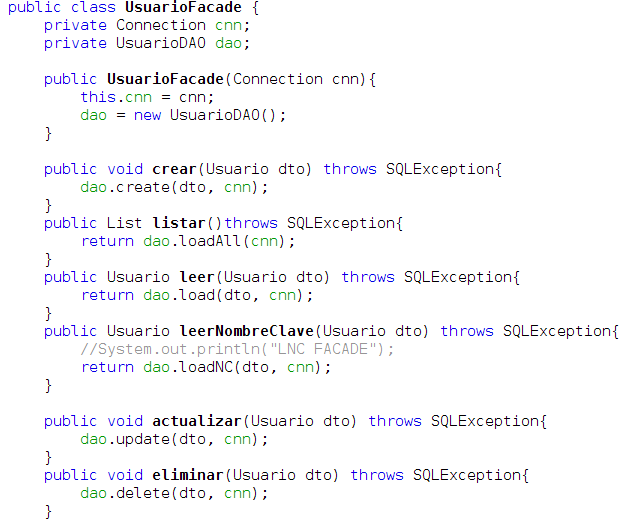 public class UsuarioFacade {
    private Connection cnn;
    private UsuarioDAO dao;

    public UsuarioFacade(Connection cnn){
        this.cnn = cnn;
        dao = new UsuarioDAO();
    }

    public void crear(Usuario dto) throws SQLException{
        dao.create(dto, cnn);
    }
    public List listar()throws SQLException{
        return dao.loadAll(cnn);
    }
    public Usuario leer(Usuario dto) throws SQLException{
        return dao.load(dto, cnn);
    }
    public Usuario leerNombreClave(Usuario dto) throws SQLException{
        //System.out.println("LNC FACADE");
        return dao.loadNC(dto, cnn);
    }

    public void actualizar(Usuario dto) throws SQLException{
        dao.update(dto, cnn);
    }
    public void eliminar(Usuario dto) throws SQLException{
        dao.delete(dto, cnn);
    }